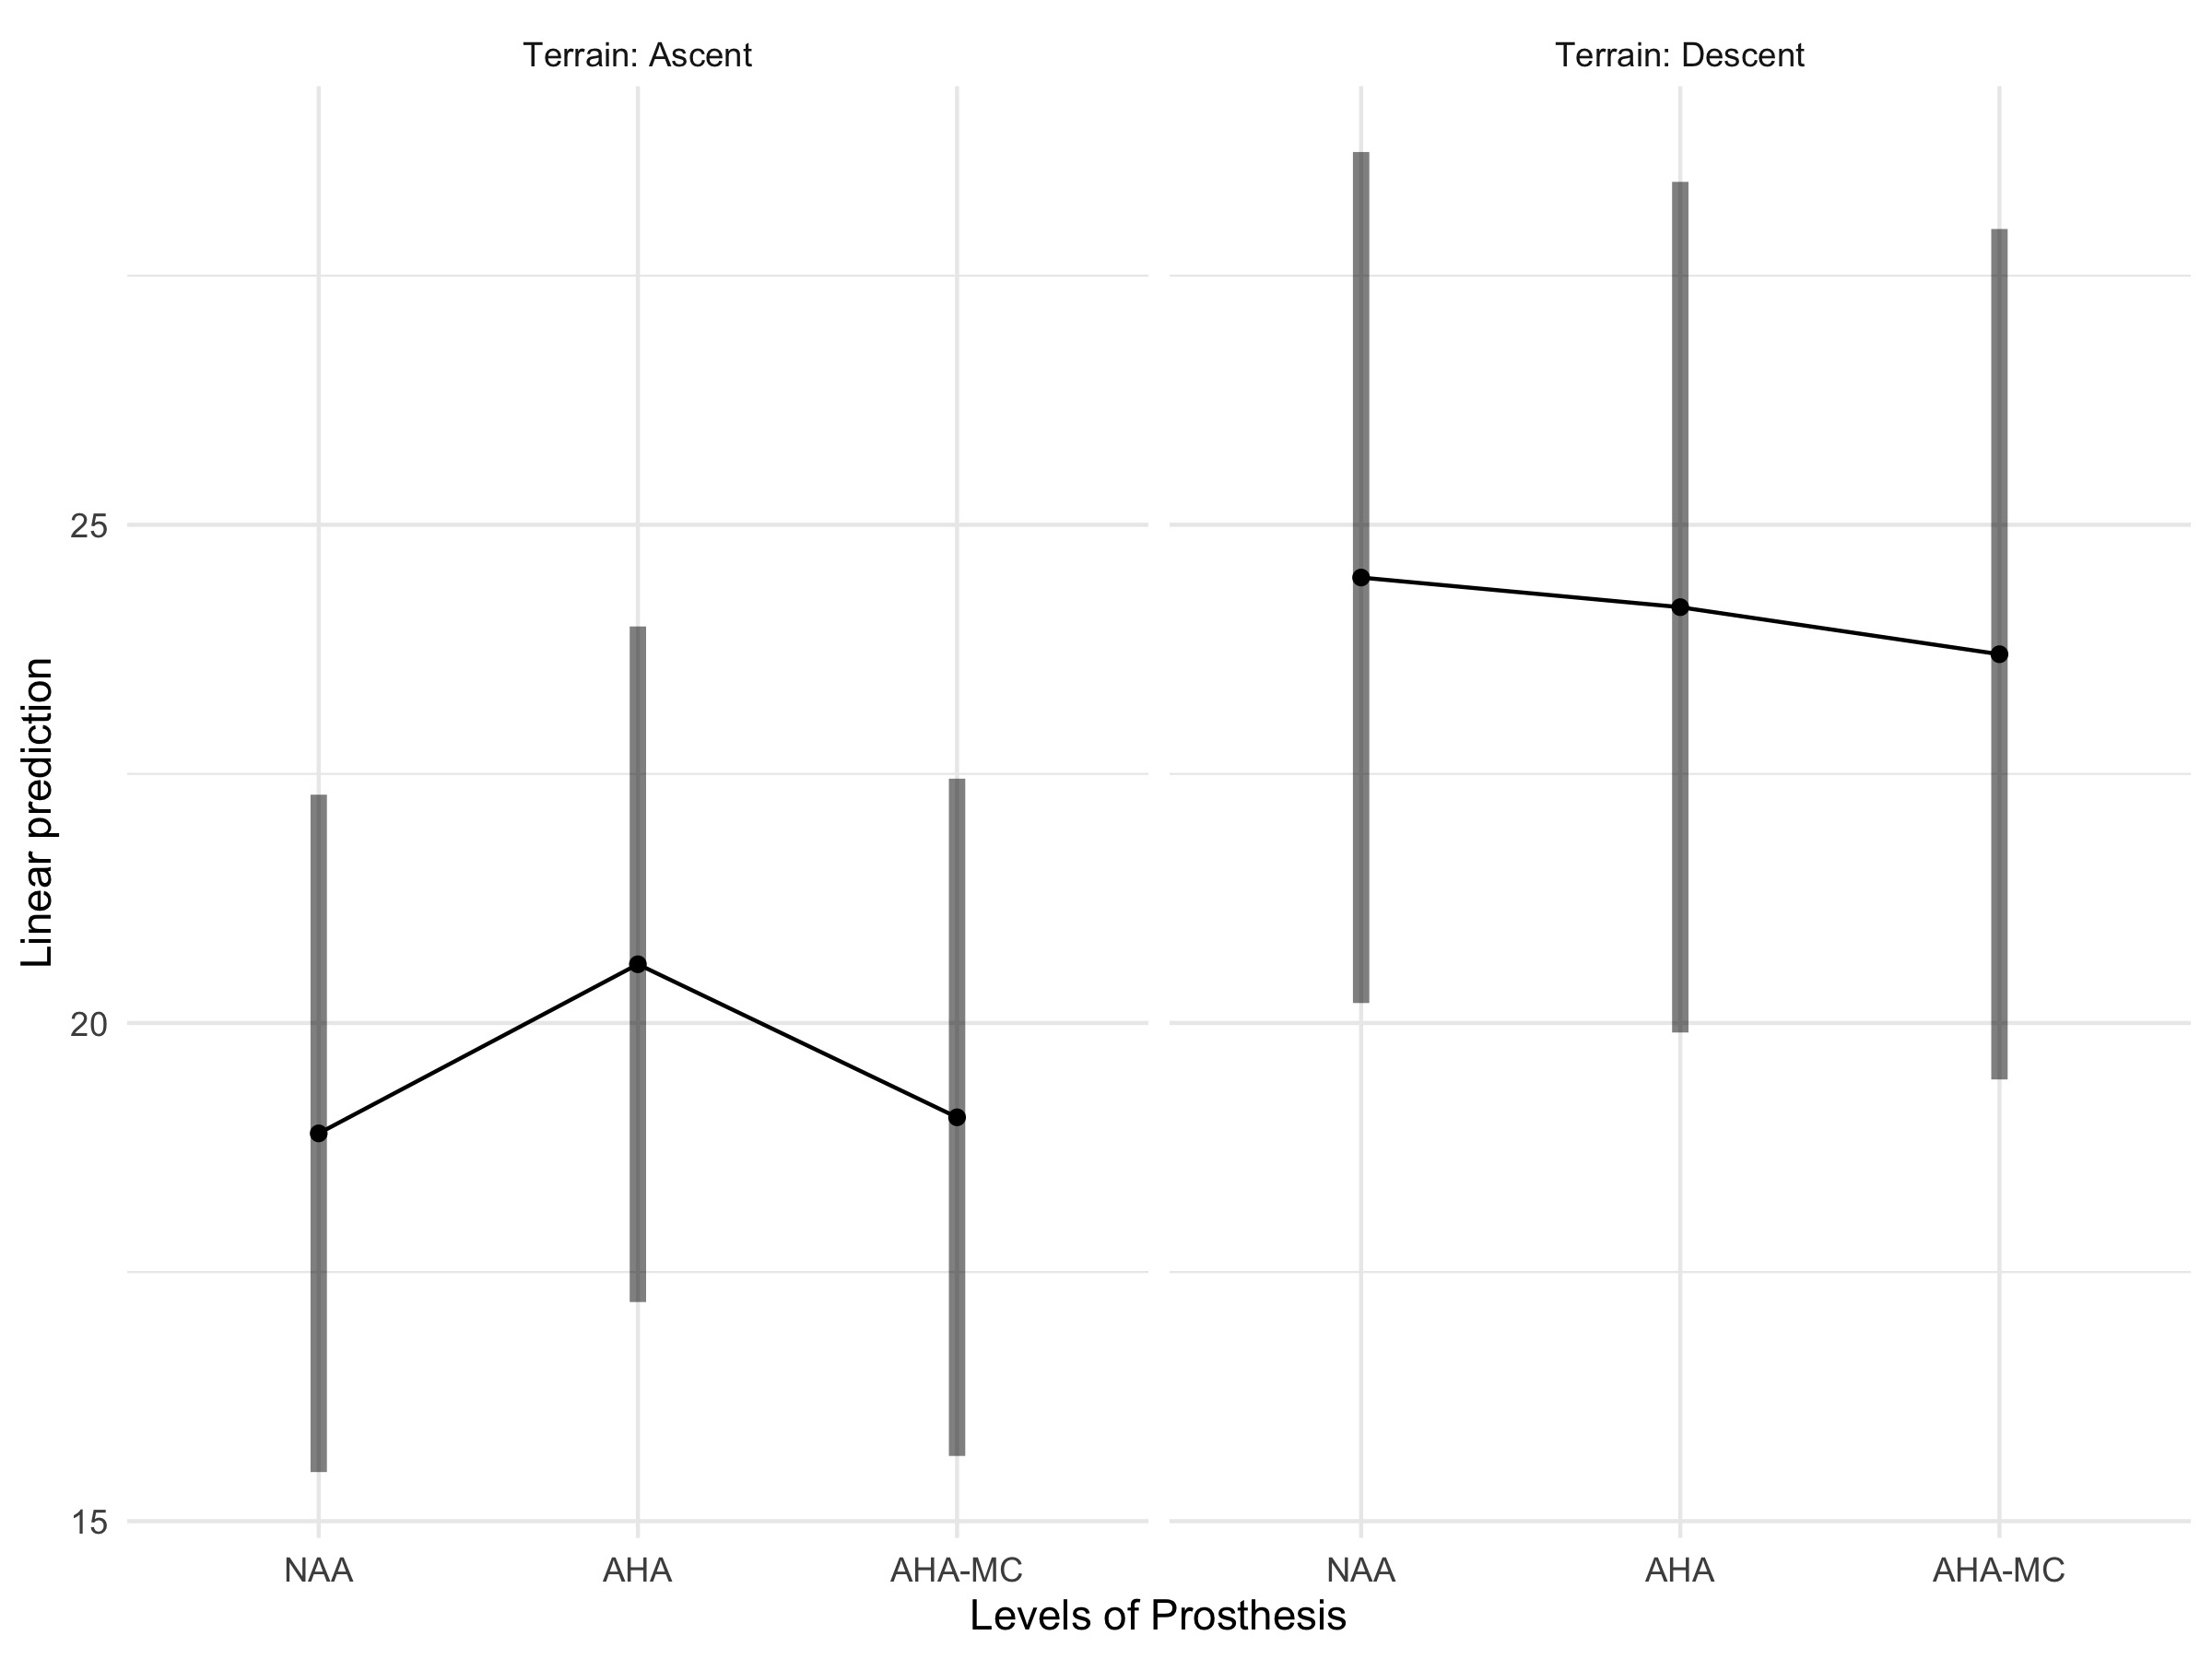 Terrain: Ascent
Terrain: Descent
Linear prediction
25
20
15
NAA
AHA
AHA-MC
NAA
AHA
AHA-MC
Levels of Prosthesis